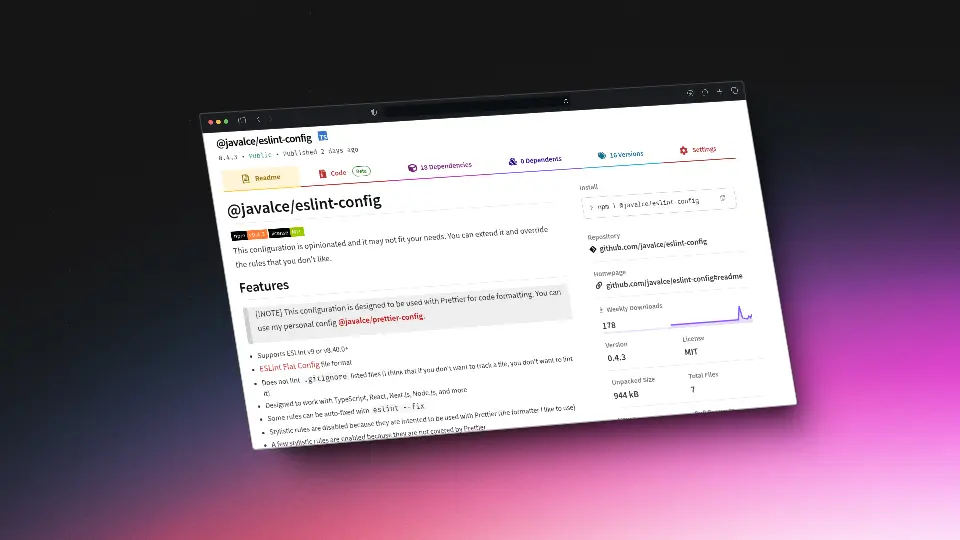 @javalce/eslint-config TS
0.4.3 • Public • Published 2 days ago
Readme
Code Beta
18 Dependencies
0 Dependents
16 Versions
Settings
@javalce/eslint-config
npm v0.4.3 license MIT
This configuration is opinionated and it may not fit your needs. You can extend it and override
the rules that you don't like.
Features
[!NOTE] This configuration is designed to be used with Prettier for code formatting. You can
use my personal config @javalce/prettier-config.
• Supports ESLint v9 or v8.40.0+
• ESLint Flat Config file format
• Does not lint .gitignore listed files (I think that if you don't want to track a file, you don't want to lint
it)
• Designed to work with TypeScript, React, Next.js, Node.js, and more
• Some rules can be auto-fixed with eslint --fix
• Stylistic rules are disabled because they are intented to be used with Prettier (the formatter I like to use)
• A few stylistic rules are enabled because they are not covered by Prettier
Install
> npm i @javalce/eslint-config
Repository
github.com/javalce/eslint-config
Homepage
github.com/javalce/eslint-config#readme
Weekly Downloads
178
Version
0.4.3
License
MIT
Unpacked Size
944 kB
Total Files
7